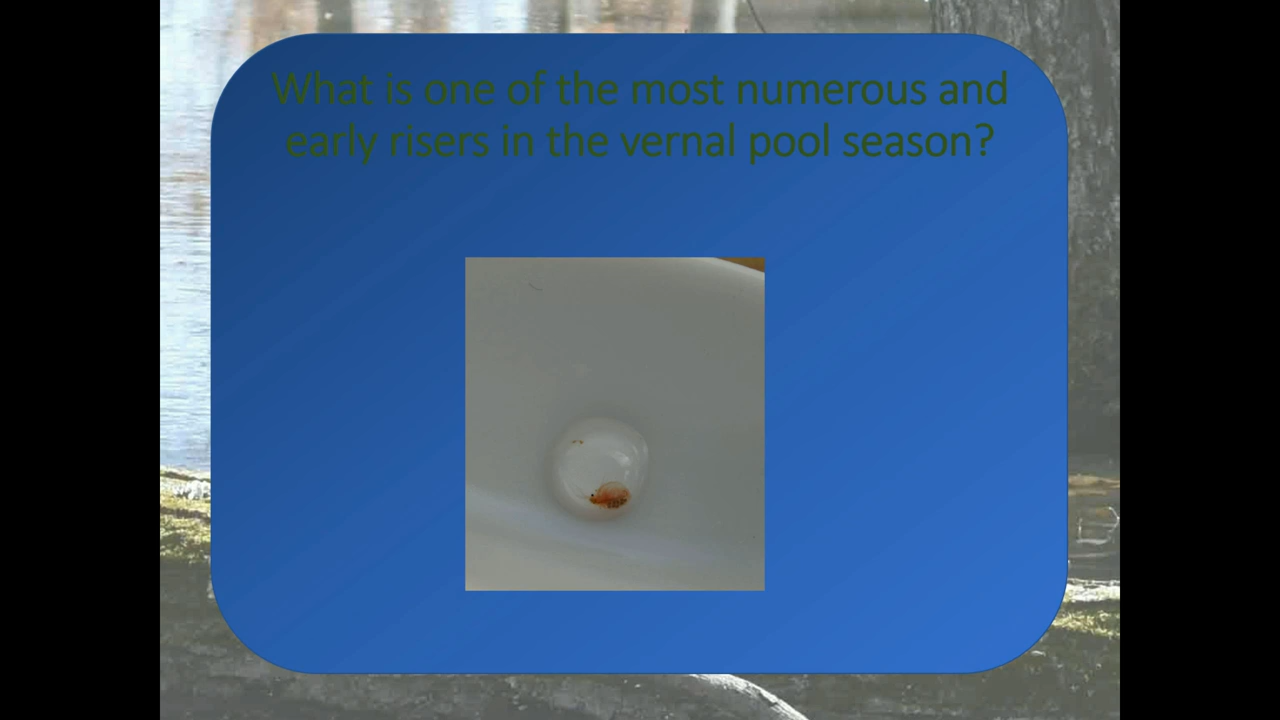 What is one of the most numerous and
early risers in the vernal pool season?